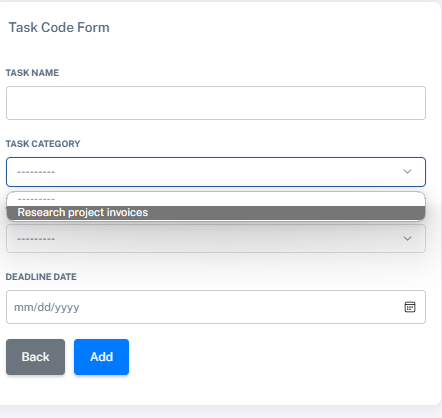 Task Code Form
TASK NAME
TASK CATEGORY
---------
---------
Research project invoices
---------
DEADLINE DATE
mm/dd/yyyy
Back
Add